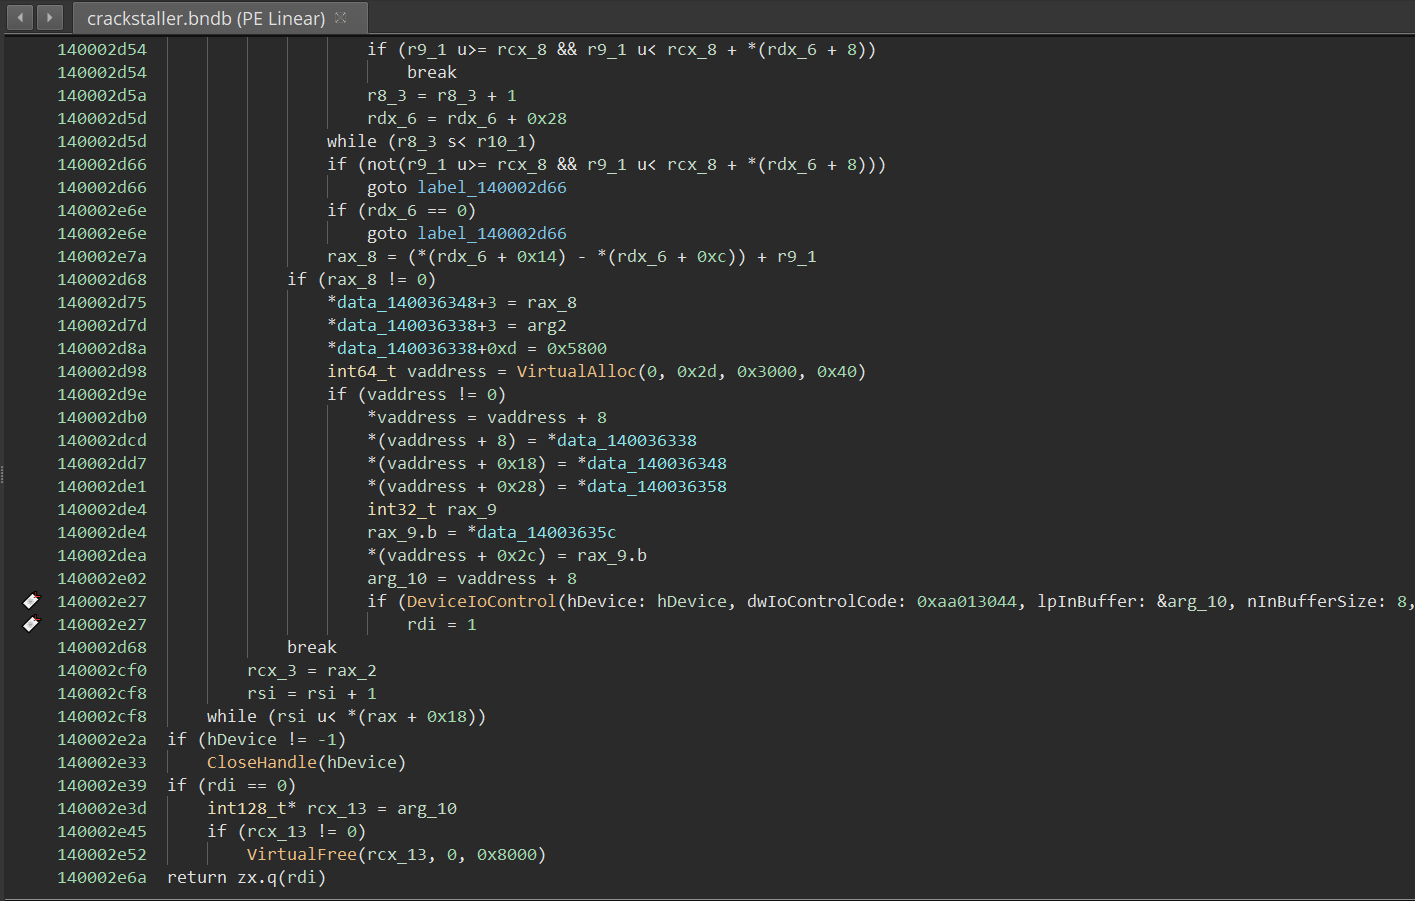 crackstaller.bndb (PE Linear)
140002d54 if (r9_1 u>= rcx_8 && r9_1 u< rcx_8 + *(rdx_6 + 8))
140002d54 break
140002d5a r8_3 = r8_3 + 1
140002d5d rdx_6 = rdx_6 + 0x28
140002d5d while (r8_3 s< r10_1)
140002d66 if (not(r9_1 u>= rcx_8 && r9_1 u< rcx_8 + *(rdx_6 + 8)))
140002d66 goto label_140002d66
140002e6e if (rdx_6 == 0)
140002e6e goto label_140002d66
140002e7a rax_8 = (*(rdx_6 + 0x14) - *(rdx_6 + 0xc)) + r9_1
140002d68 if (rax_8 != 0)
140002d75 *data_140036348+3 = rax_8
140002d7d *data_140036338+3 = arg2
140002d8a *data_140036338+0xd = 0x5800
140002d98 int64_t vaddress = VirtualAlloc(0, 0x2d, 0x3000, 0x40)
140002d9e if (vaddress != 0)
140002db0 *vaddress = vaddress + 8
140002dcd *(vaddress + 8) = *data_140036338
140002dd7 *(vaddress + 0x18) = *data_140036348
140002de1 *(vaddress + 0x28) = *data_140036358
140002de4 int32_t rax_9
140002de4 rax_9.b = *data_14003635c
140002dea *(vaddress + 0x2c) = rax_9.b
140002e02 arg_10 = vaddress + 8
140002e27 if (DeviceIoControl(hDevice: hDevice, dwIoControlCode: 0xaa013044, lpInBuffer: &arg_10, nInBufferSize: 8,
140002e27 rdi = 1
140002d68 break
140002cf0 rcx_3 = rax_2
140002cf8 rsi = rsi + 1
140002cf8 while (rsi u< *(rax + 0x18))
140002e2a if (hDevice != -1)
140002e33 CloseHandle(hDevice)
140002e39 if (rdi == 0)
140002e3d int128_t* rcx_13 = arg_10
140002e45 if (rcx_13 != 0)
140002e52 VirtualFree(rcx_13, 0, 0x8000)
140002e6a return zx.q(rdi)